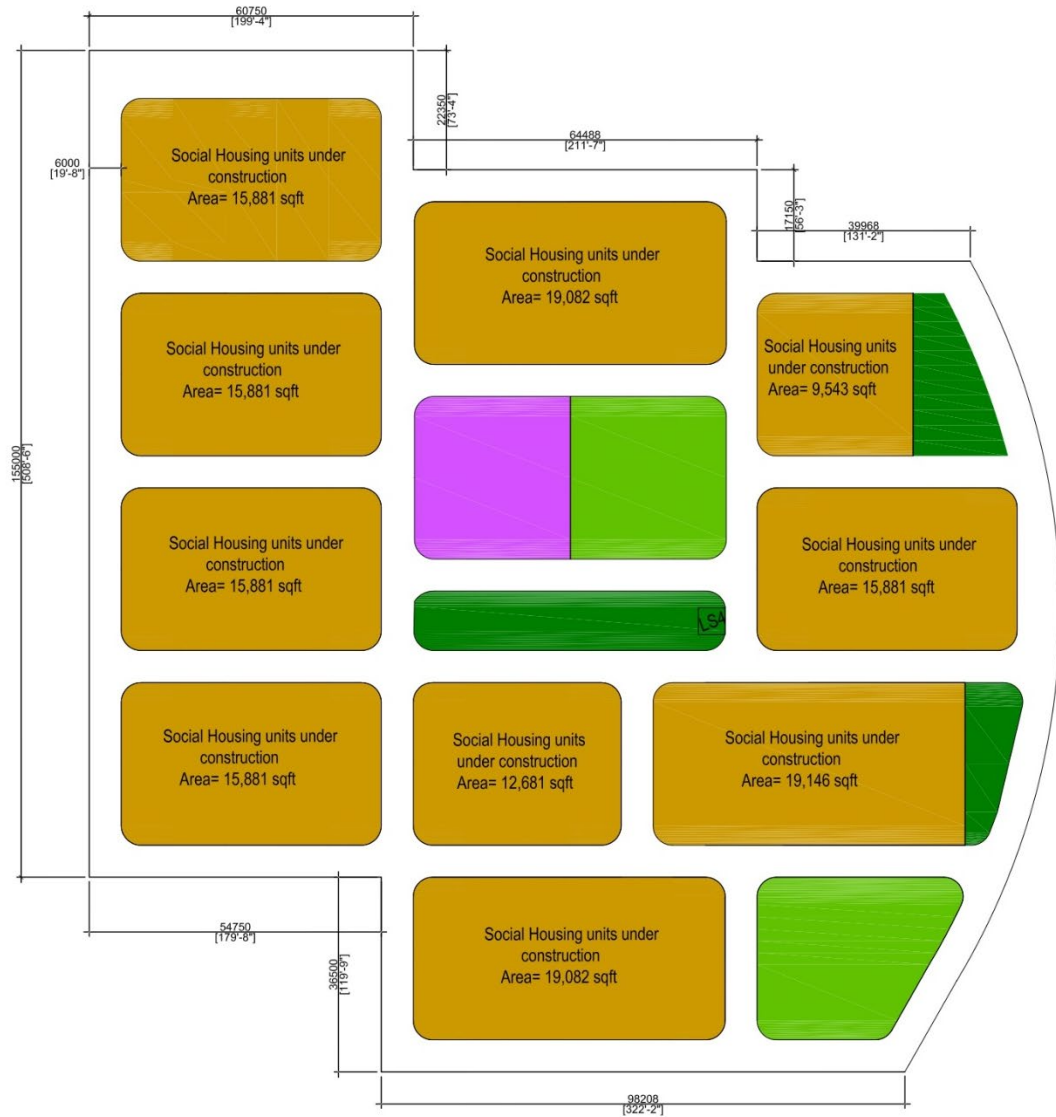 60750
[199'-4"]
22350
[73'-4"]
64488
[211'-7"]
17150
[56'-3"]
39968
[131'-2"]
6000
[19'-8"]
Social Housing units under
construction
Area= 15,881 sqft
Social Housing units under
construction
Area= 19,082 sqft
Social Housing units under
construction
Area= 15,881 sqft
Social Housing units
under construction
Area= 9,543 sqft
155000
[508'-6"]
Social Housing units under
construction
Area= 15,881 sqft
Social Housing units under
construction
Area= 15,881 sqft
LS4
Social Housing units under
construction
Area= 15,881 sqft
Social Housing units
under construction
Area= 12,681 sqft
Social Housing units under
construction
Area= 19,146 sqft
54750
[179'-8"]
36500
[119'-9"]
Social Housing units under
construction
Area= 19,082 sqft
98208
[322'-2"]